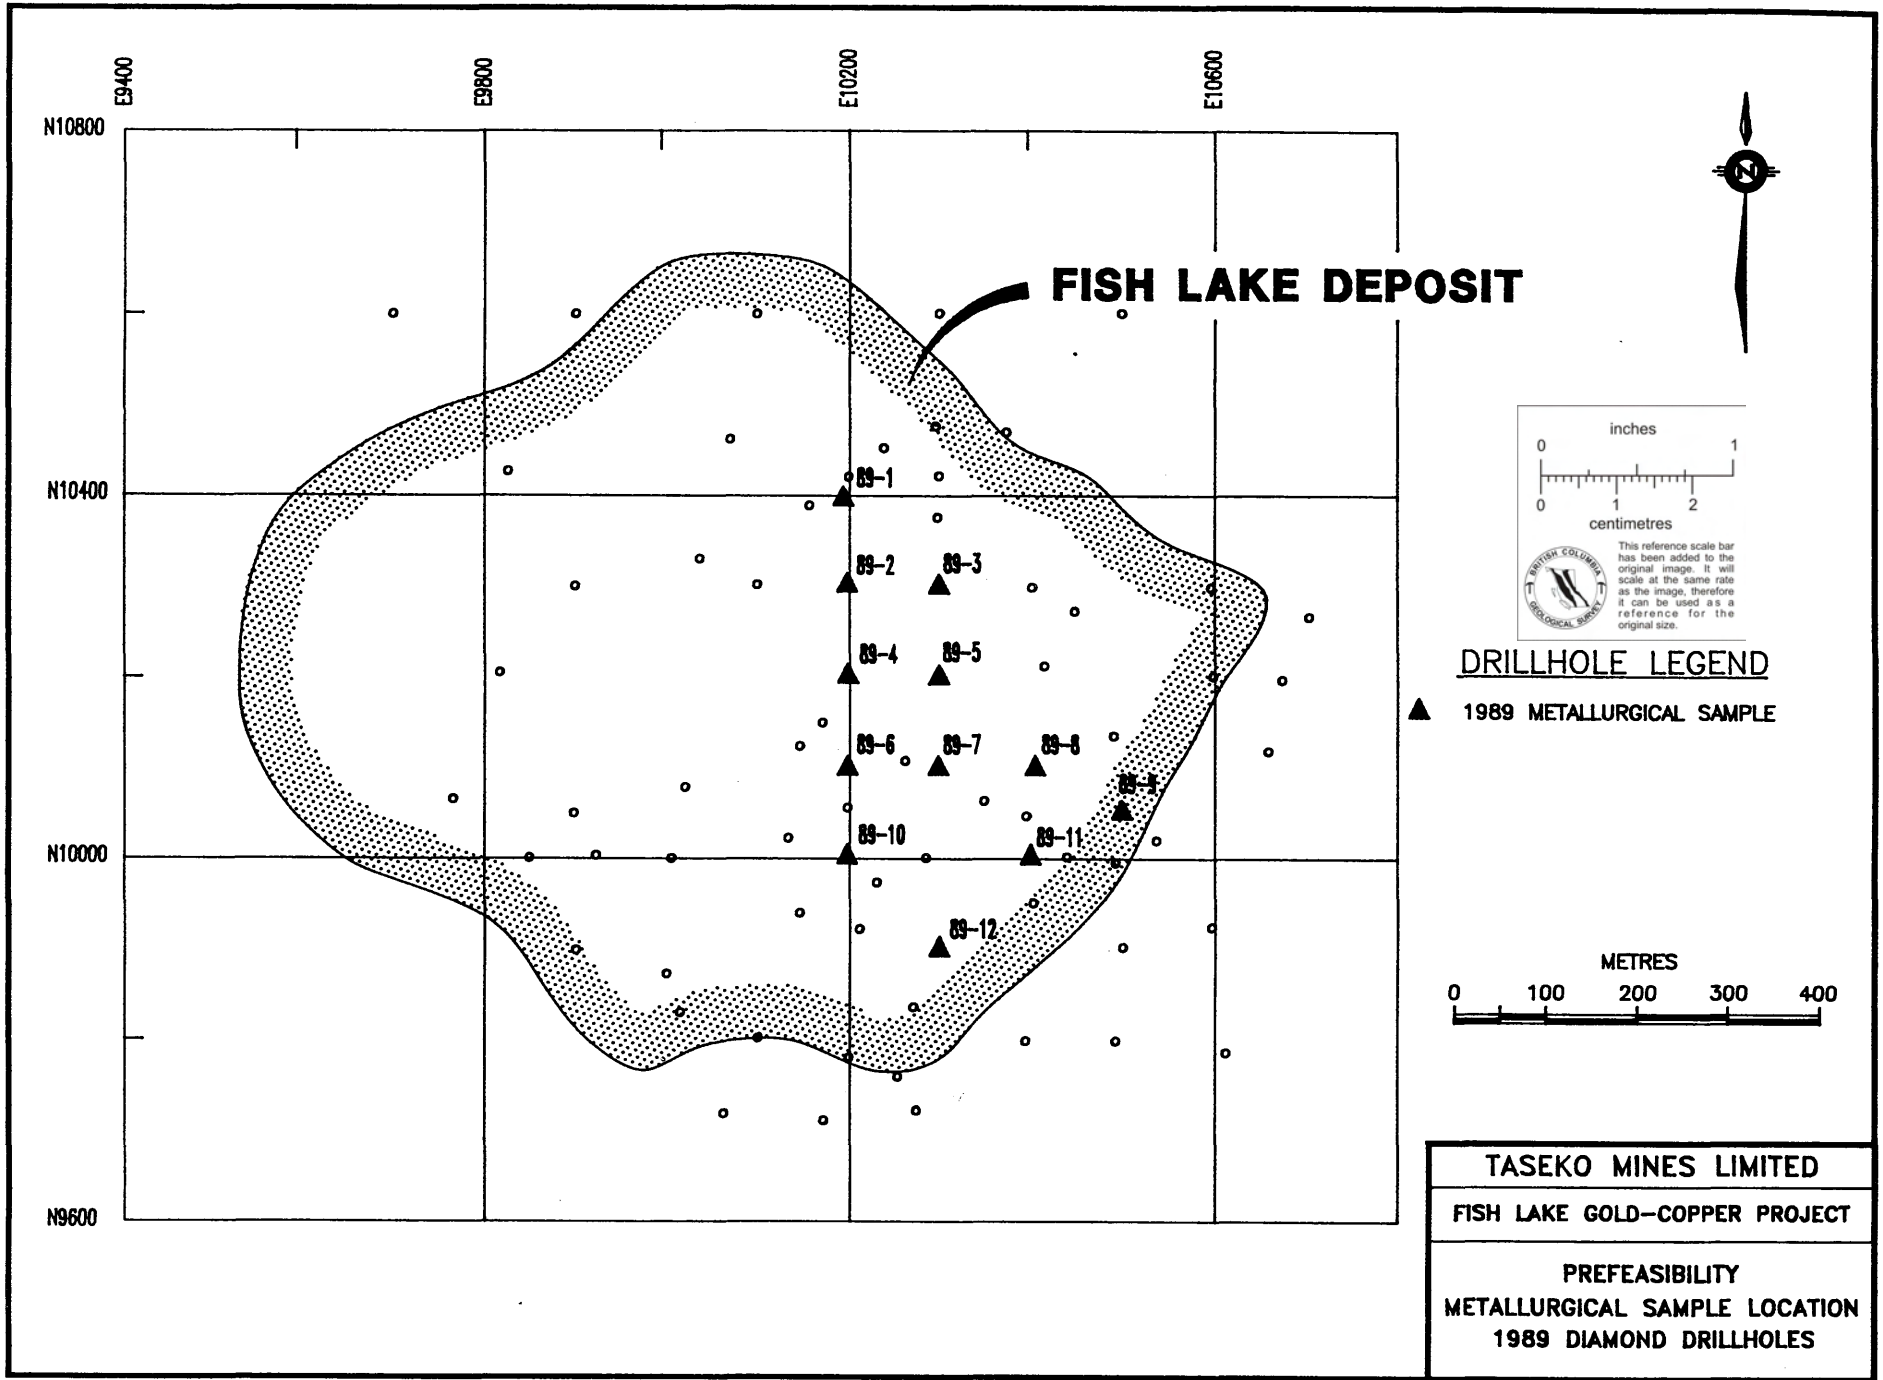 E9400
E9800
E10200
E10600
N10800
FISH LAKE DEPOSIT
N
inches
0 1
0 1 2
centimetres
This reference scale bar
has been added to the
original image. It will
scale at the same rate
as the image, therefore
it can be used as a
reference for the
original size.
BRITISH COLUMBIA
GEOLOGICAL SURVEY
89-1
N10400
89-2 89-3
89-4 89-5
DRILLHOLE LEGEND
1989 METALLURGICAL SAMPLE
89-6 89-7 89-8
89-9
89-10 89-11
N10000
89-12
METRES
0 100 200 300 400
N9600
TASEKO MINES LIMITED
FISH LAKE GOLD-COPPER PROJECT
PREFEASIBILITY
METALLURGICAL SAMPLE LOCATION
1989 DIAMOND DRILLHOLES